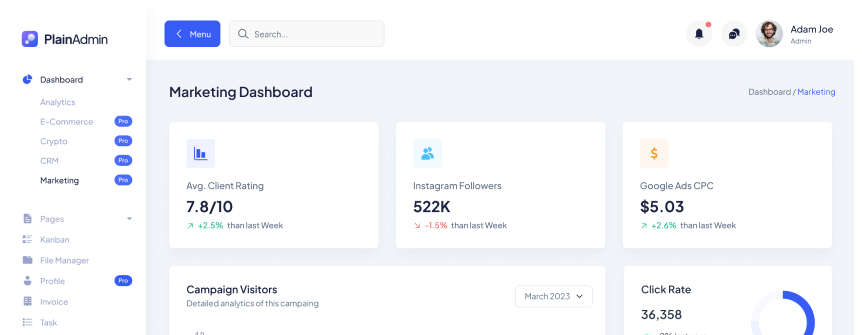 PlainAdmin
Menu
Search...
Adam Joe
Admin
Dashboard
Analytics
E-Commerce Pro
Crypto Pro
CRM Pro
Marketing Pro
Pages
Kanban
File Manager
Profile Pro
Invoice
Task
Marketing Dashboard
Dashboard / Marketing
Avg. Client Rating
7.8/10
+2.5% than last Week
Instagram Followers
522K
-1.5% than last Week
Google Ads CPC
$5.03
+2.6% than last Week
Campaign Visitors
Detailed analytics of this campaing
March 2023
Click Rate
36,358